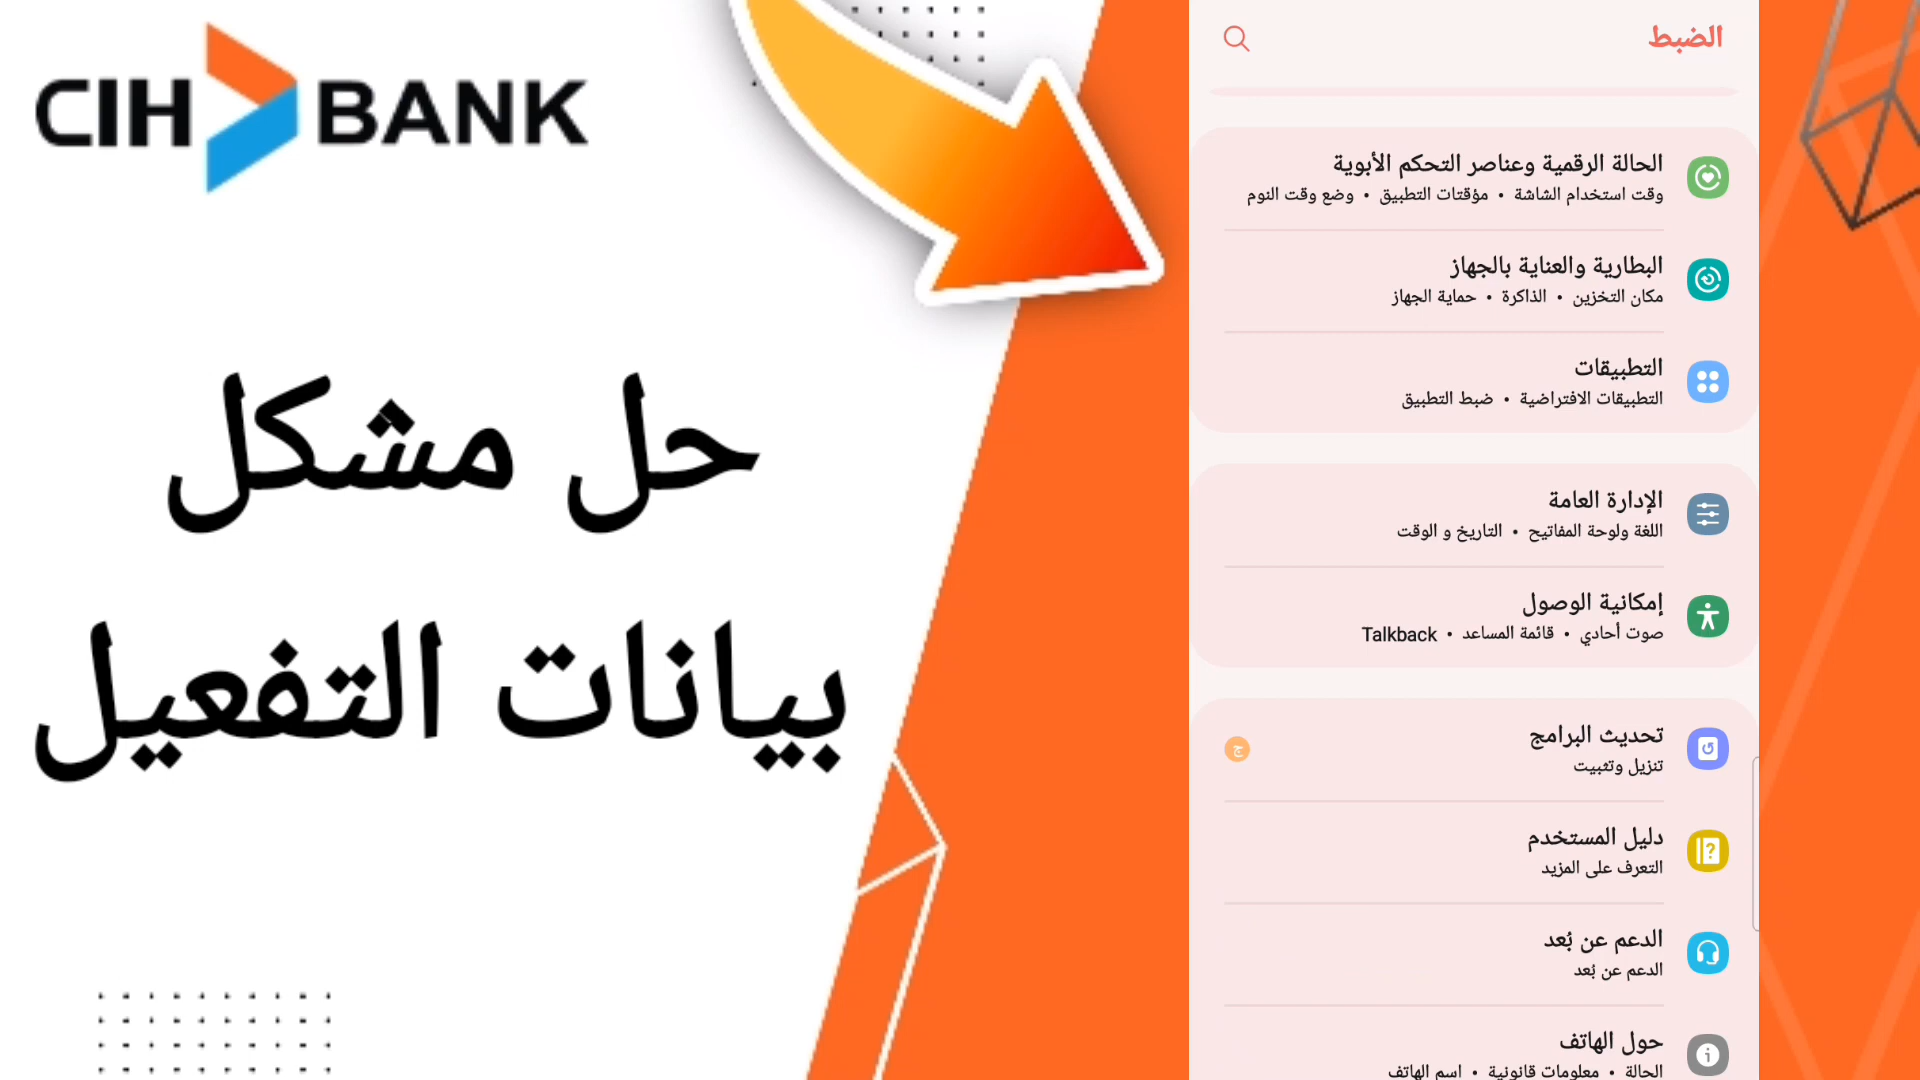 CIH BANK
حل مشكل
بيانات التفعيل
الضبط
الحالة الرقمية وعناصر التحكم الأبوية
وقت استخدام الشاشة • مؤقتات التطبيق • وضع وقت النوم
البطارية والعناية بالجهاز
مكان التخزين • الذاكرة • حماية الجهاز
التطبيقات
التطبيقات الافتراضية • ضبط التطبيق
الإدارة العامة
اللغة ولوحة المفاتيح • التاريخ و الوقت
إمكانية الوصول
صوت أحادي • قائمة المساعد • Talkback
تحديث البرامج
ج
تنزيل وتثبيت
دليل المستخدم
التعرف على المزيد
الدعم عن بُعد
الدعم عن بُعد
حول الهاتف
الحالة • معلومات قانونية • اسم الهاتف